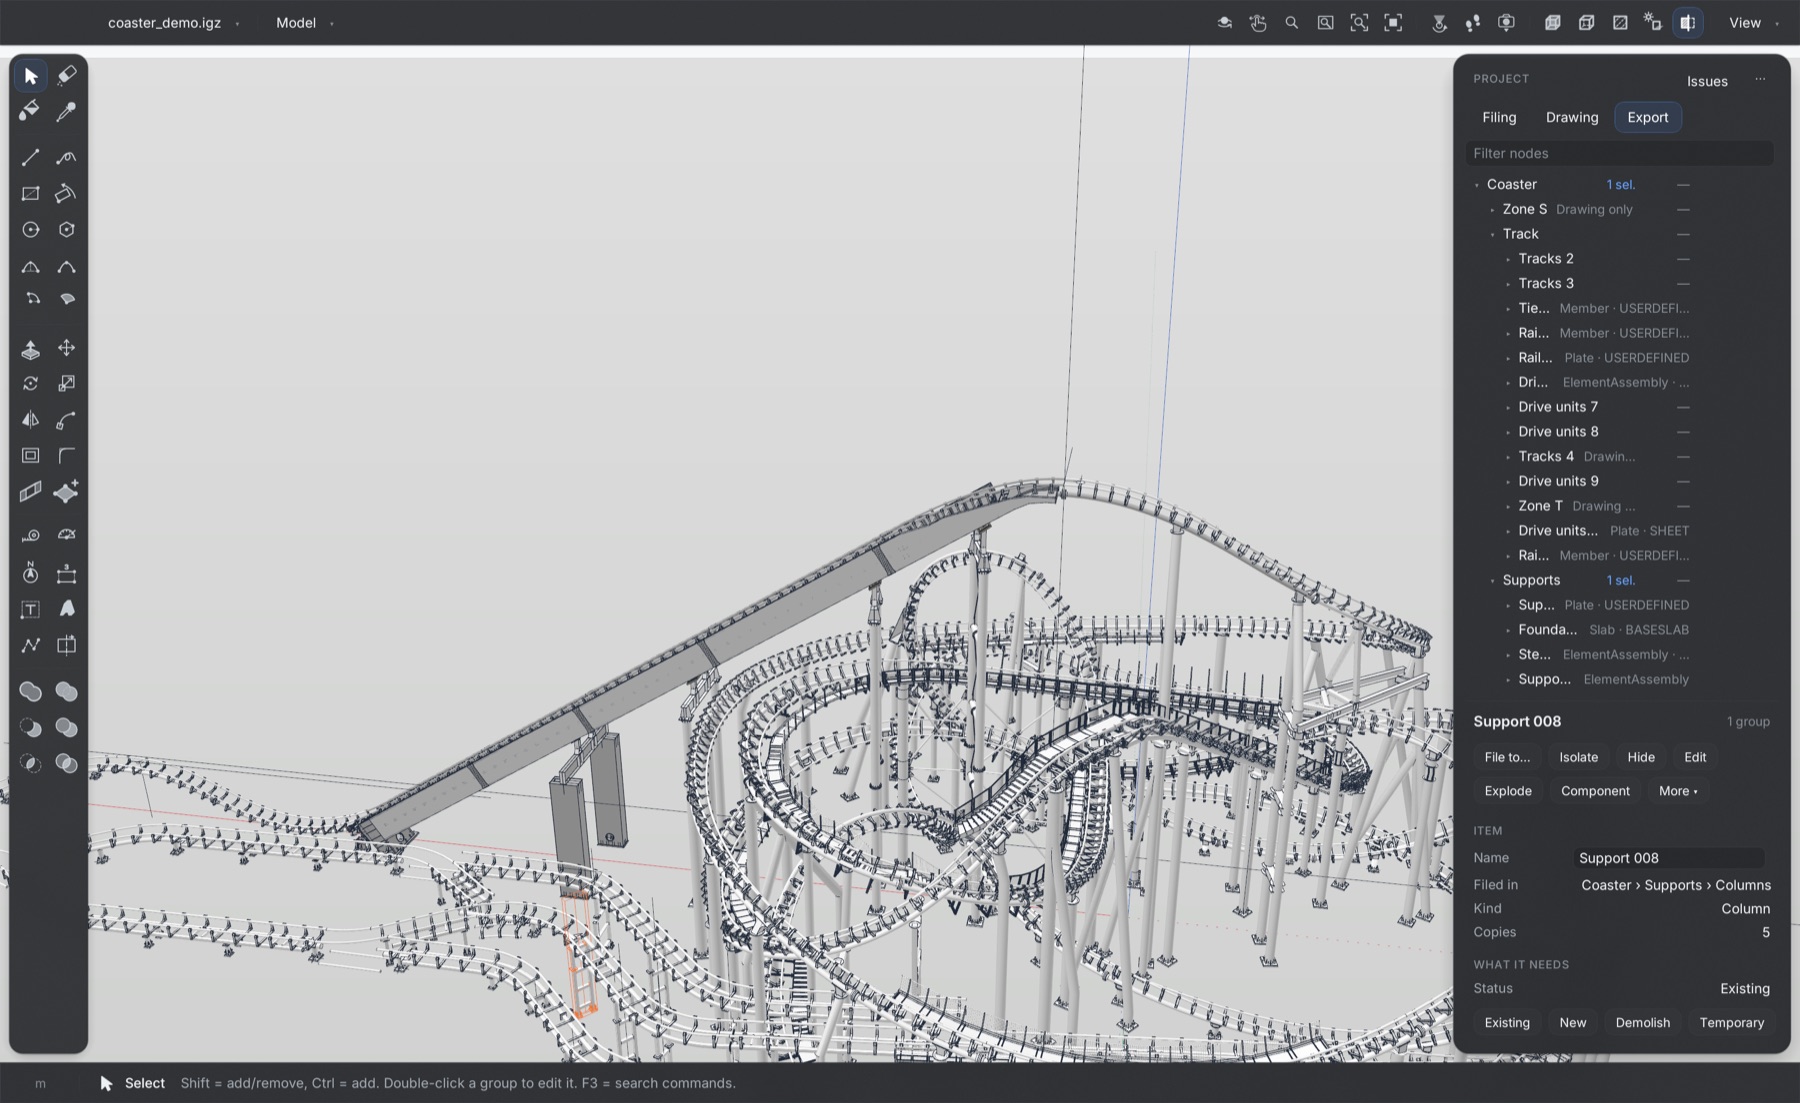 coaster_demo.igz
Model
View
PROJECT
Issues
...
Filing Drawing Export
Filter nodes
Coaster 1 sel. —
Zone S Drawing only —
Track —
Tracks 2 —
Tracks 3 —
Tie... Member · USERDEFI...
Rai... Member · USERDEFI...
Rail... Plate · USERDEFINED
Dri... ElementAssembly · ...
Drive units 7 —
Drive units 8 —
Tracks 4 Drawin... —
Drive units 9 —
Zone T Drawing ... —
Drive units... Plate · SHEET
Rai... Member · USERDEFI...
Supports 1 sel. —
Sup... Plate · USERDEFINED
Founda... Slab · BASESLAB
Ste... ElementAssembly · ...
Suppo... ElementAssembly
Support 008 1 group
File to... Isolate Hide Edit
Explode Component More
ITEM
Name Support 008
Filed in Coaster › Supports › Columns
Kind Column
Copies 5
WHAT IT NEEDS
Status Existing
Existing New Demolish Temporary
N
3
T
m
Select Shift = add/remove, Ctrl = add. Double-click a group to edit it. F3 = search commands.